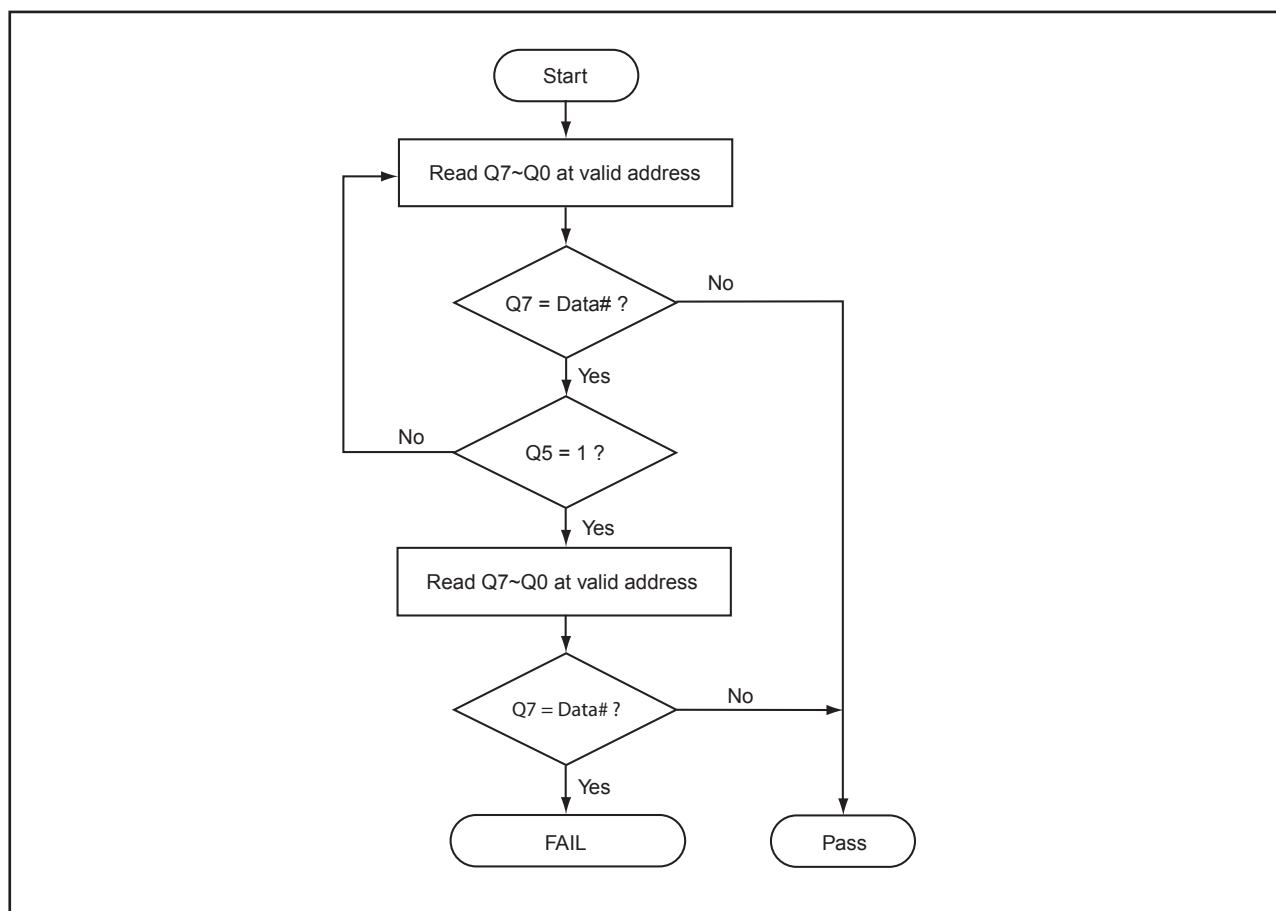 Start
Read Q7~Q0 at valid address
Q7 = Data# ?
No
Yes
Q5 = 1 ?
No
Yes
Read Q7~Q0 at valid address
Q7 = Data# ?
No
Yes
FAIL
Pass